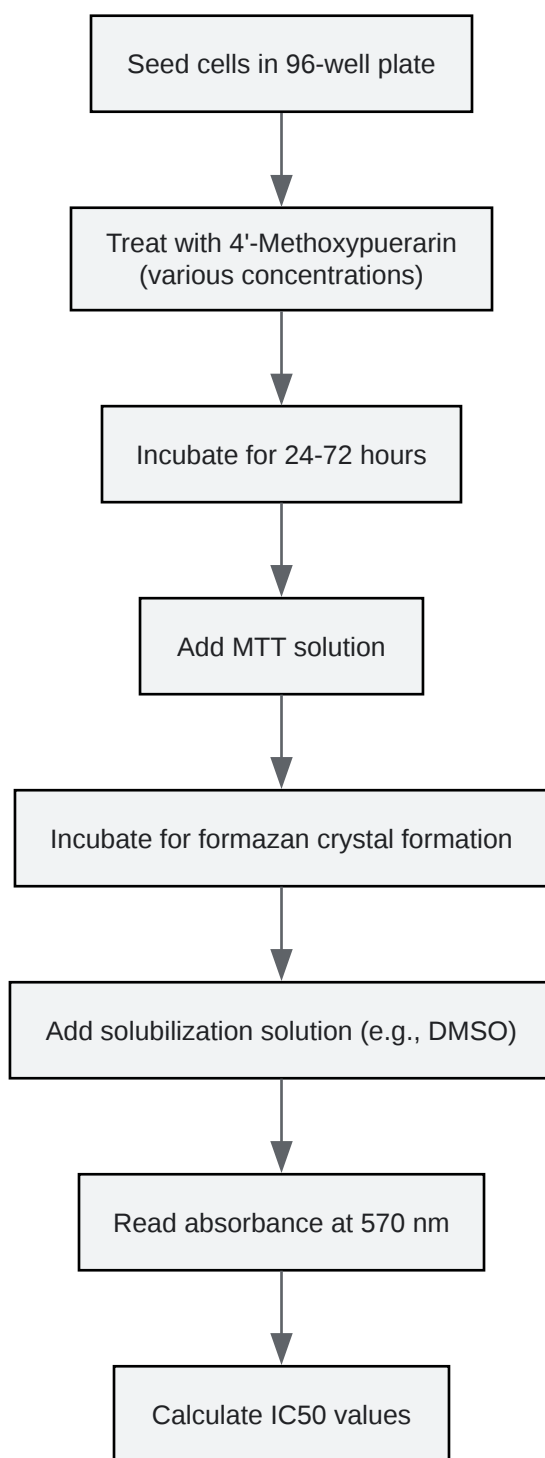 Seed cells in 96-well plate
Treat with 4'-Methoxypuerarin
(various concentrations)
Incubate for 24-72 hours
Add MTT solution
Incubate for formazan crystal formation
Add solubilization solution (e.g., DMSO)
Read absorbance at 570 nm
Calculate IC50 values